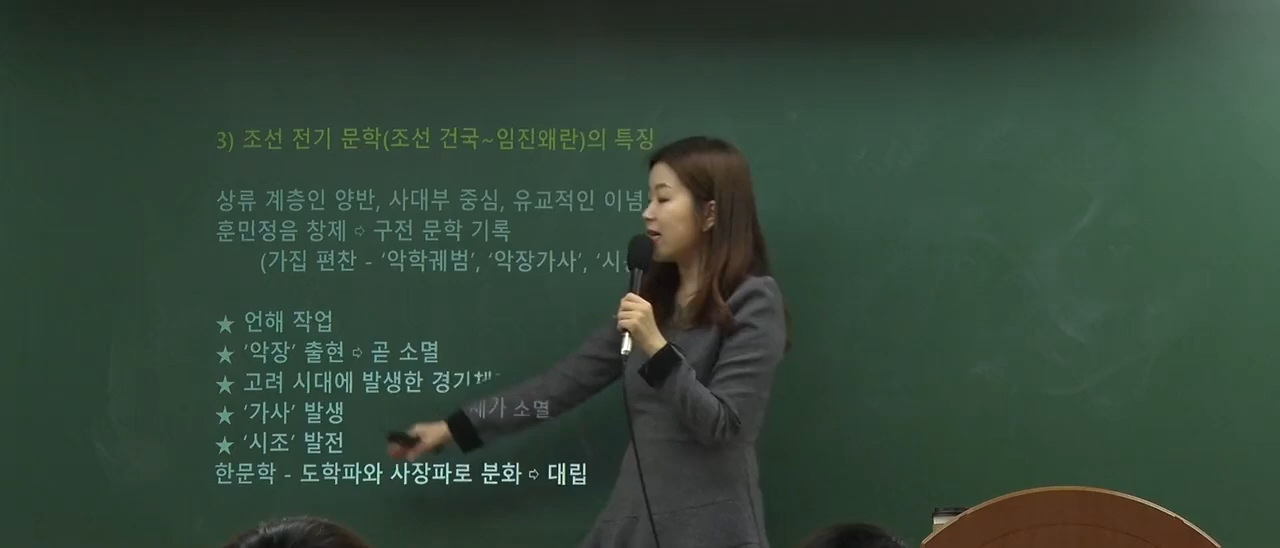 3) 조선 전기 문학(조선 건국~임진왜란)의 특징
상류 계층인 양반, 사대부 중심, 유교적인 이념
훈민정음 창제 ⇨ 구전 문학 기록
(가집 편찬 - ‘악학궤범’, ‘악장가사’,
★ 언해 작업
★ ‘악장’ 출현 ⇨ 곧 소멸
★ 고려 시대에 발생한
★ ‘가사’ 발생
소멸
★ ‘시조’ 발전
한문학 - 도학파와 사장파로 분화 ⇨ 대립